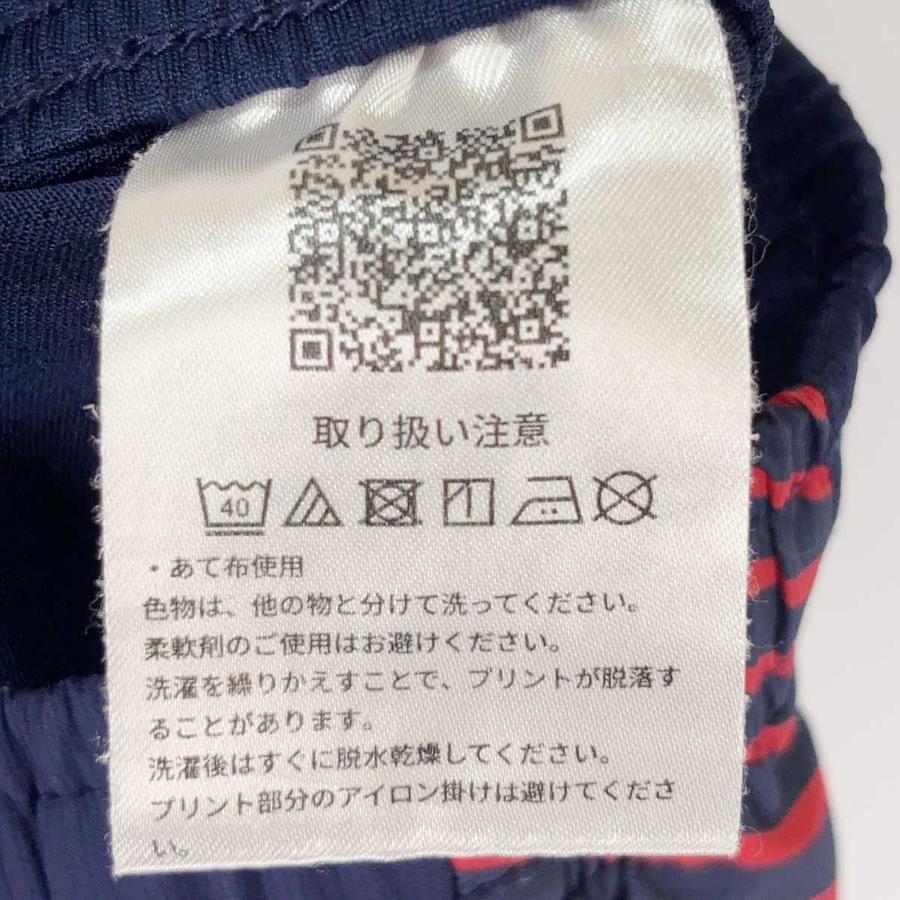 取り扱い注意
40
・あて布使用
色物は、他の物と分けて洗ってください。
柔軟剤のご使用はお避けください。
洗濯を繰りかえすことで、プリントが脱落す
ることがあります。
洗濯後はすぐに脱水乾燥してください。
プリント部分のアイロン掛けは避けてくださ
い。